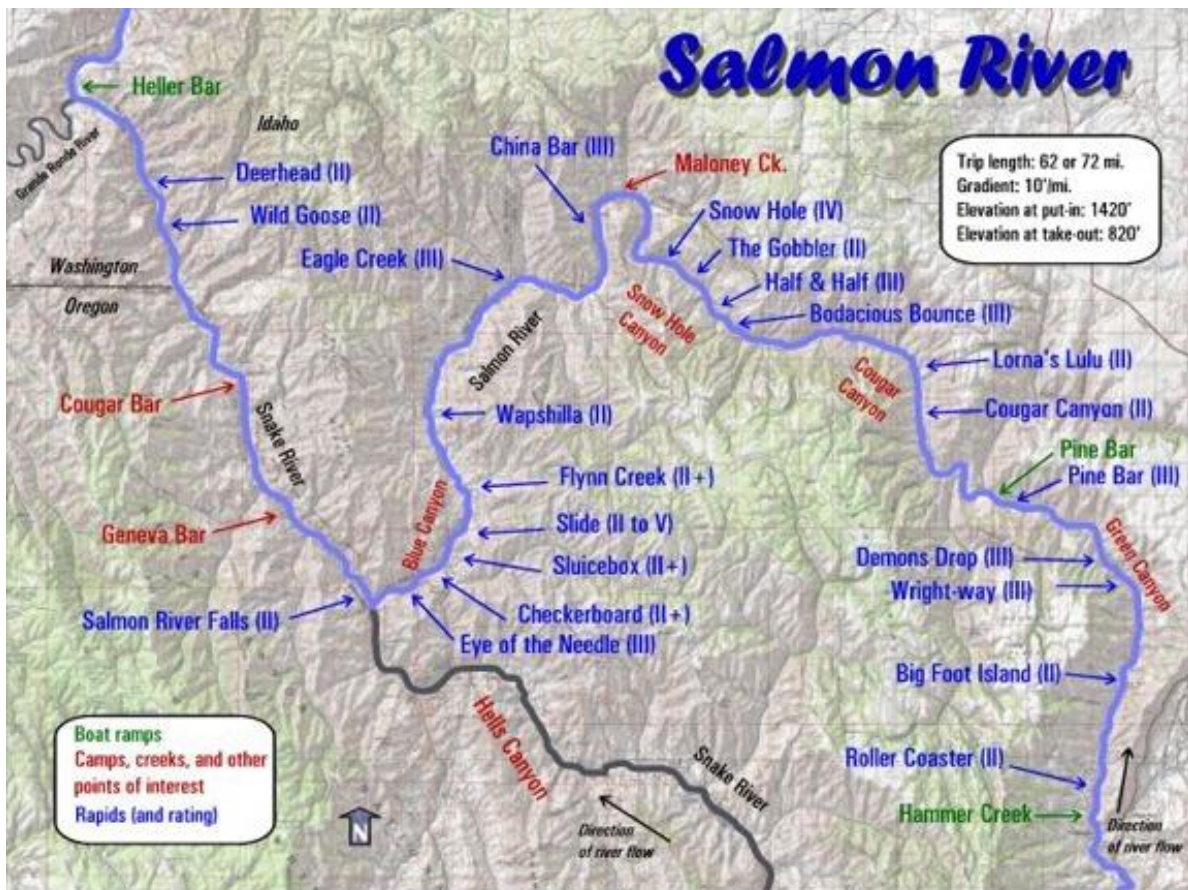 Salmon River
Heller Bar
Idaho
Grande Ronde River
China Bar (III)
Maloney Ck.
Trip length: 62 or 72 mi.
Gradient: 10'/mi.
Elevation at put-in: 1420'
Elevation at take-out: 820'
Deerhead (II)
Wild Goose (II)
Snow Hole (IV)
The Gobbler (II)
Eagle Creek (III)
Washington
Oregon
Half & Half (III)
Snow Hole
Canyon
Bodacious Bounce (III)
Salmon River
Lorna's Lulu (II)
Cougar
Canyon
Cougar Bar
Snake River
Wapshilla (II)
Cougar Canyon (II)
Pine Bar
Pine Bar (III)
Flynn Creek (II+)
Geneva Bar
Blue Canyon
Slide (II to V)
Sluicebox (II+)
Demons Drop (III)
Green Canyon
Wright-way (III)
Salmon River Falls (II)
Checkerboard (II+)
Eye of the Needle (III)
Big Foot Island (II)
Hells Canyon
Boat ramps
Camps, creeks, and other
points of interest
Rapids (and rating)
N
Snake River
Roller Coaster (II)
Hammer Creek
Direction
of river flow
Direction
of river flow